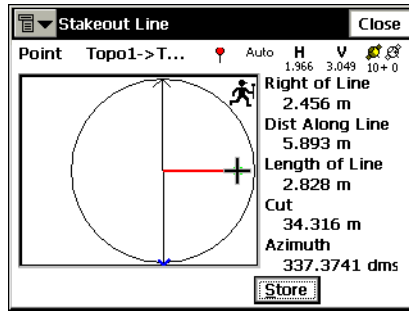 Stakeout Line
Close
Point Topo1->T... Auto H V
1.966 3.049 10+ 0
Right of Line
2.456 m
Dist Along Line
5.893 m
Length of Line
2.828 m
Cut
34.316 m
Azimuth
337.3741 dms
Store